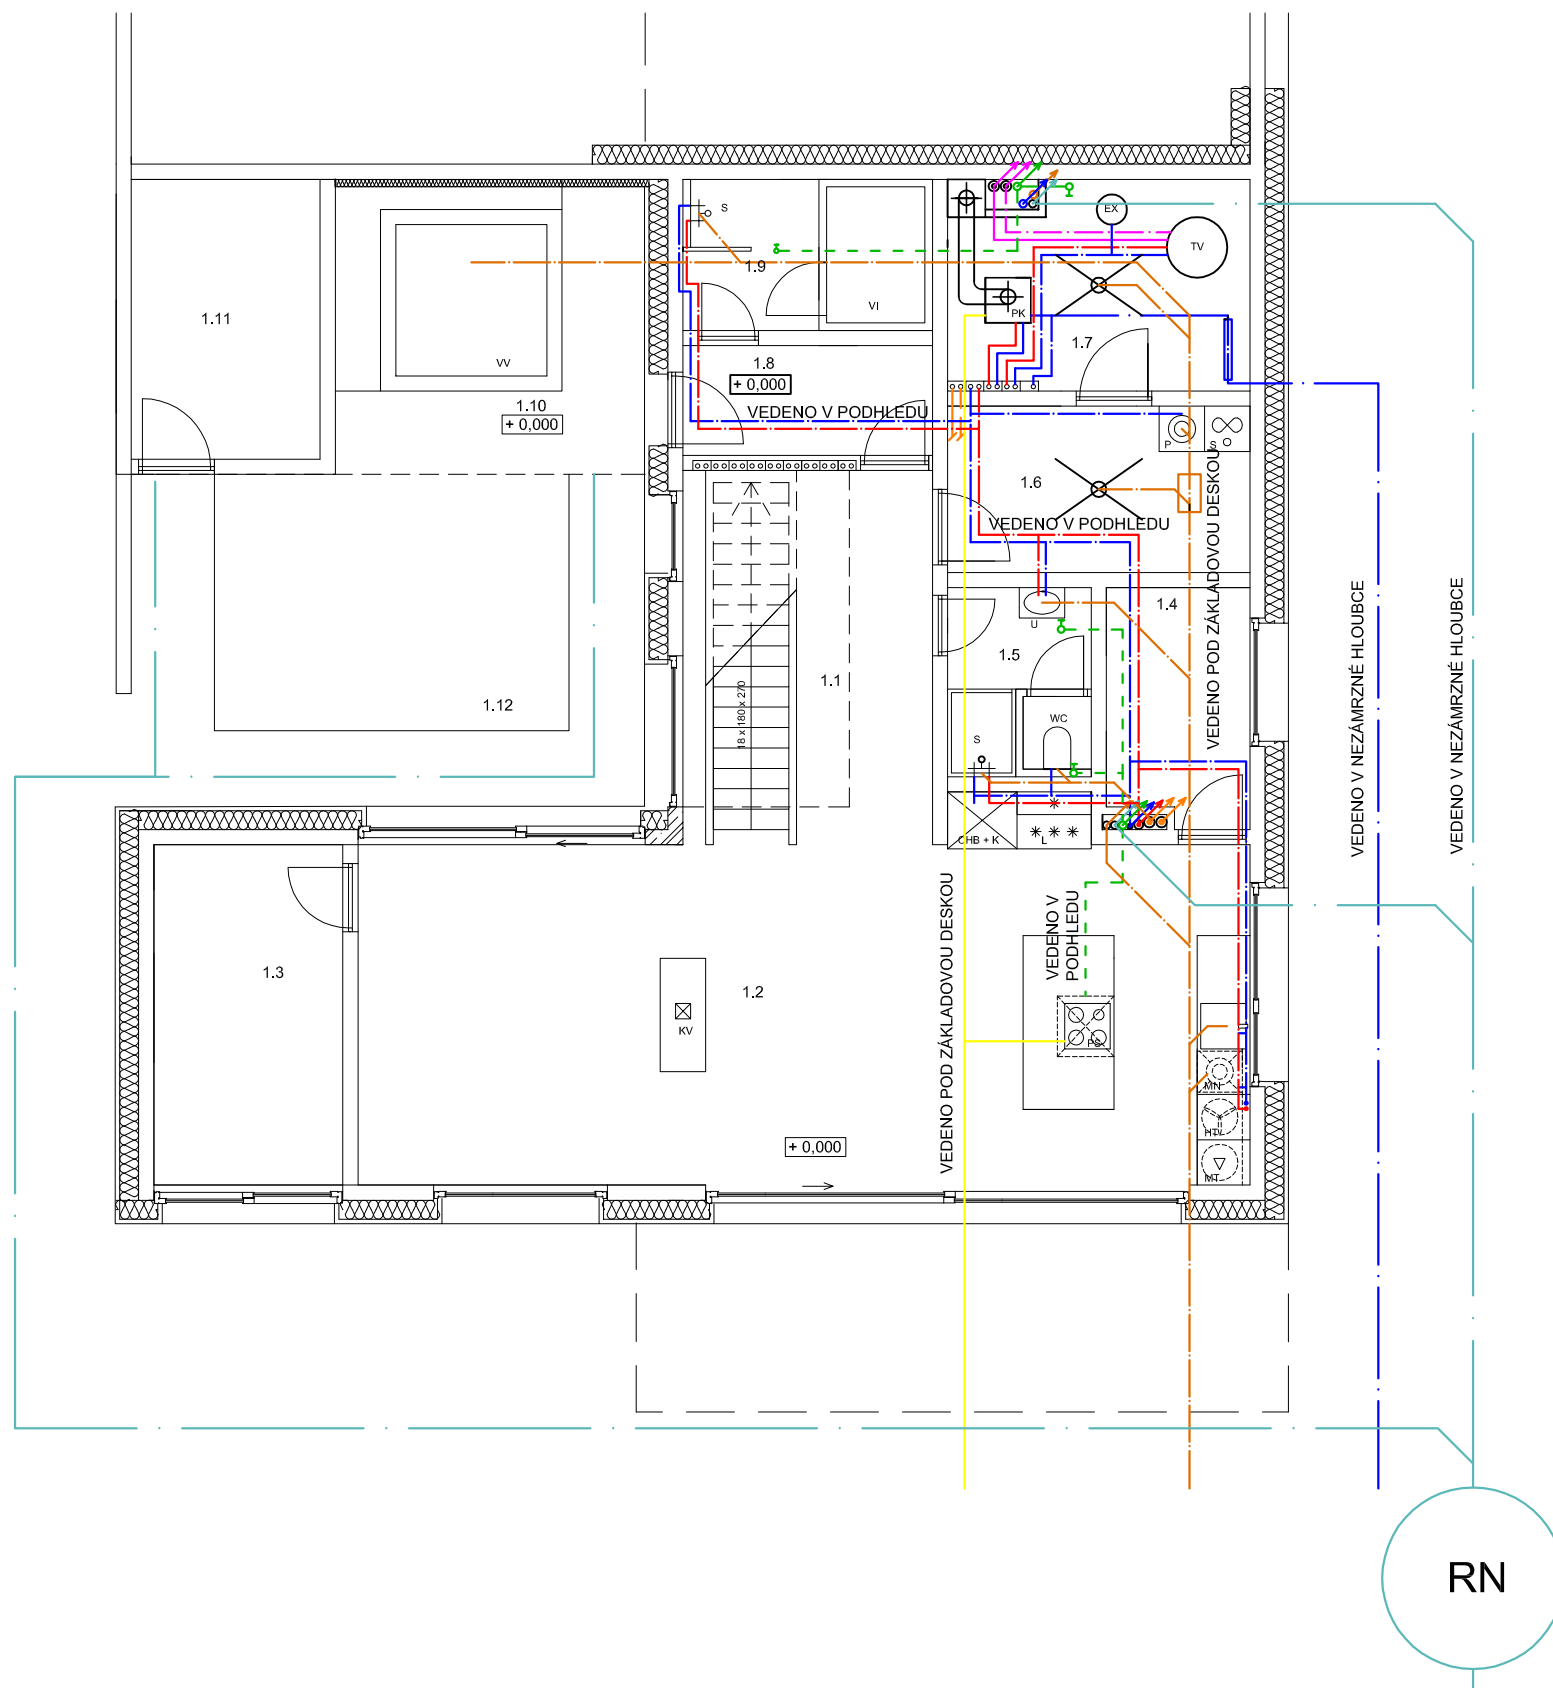 S
EX
TV
1.9
VI
PK
1.11
VV
1.7
1.8
+ 0,000
VEDENO V PODHLEDU
1.10
+ 0,000
P
S
1.6
VEDENO V PODHLEDU
VEDENO POD ZÁKLADOVOU DESKOU
VEDENO V NEZÁMRZNÉ HLOUBCE
VEDENO V NEZÁMRZNÉ HLOUBCE
1.4
U
1.5
1.1
18 x 180 x 270
1.12
WC
S
CHB + K
L
VEDENO POD ZÁKLADOVOU DESKOU
VEDENO V
PODHLEDU
1.3
1.2
KV
PS
MN
HTV
MT
+ 0,000
RN